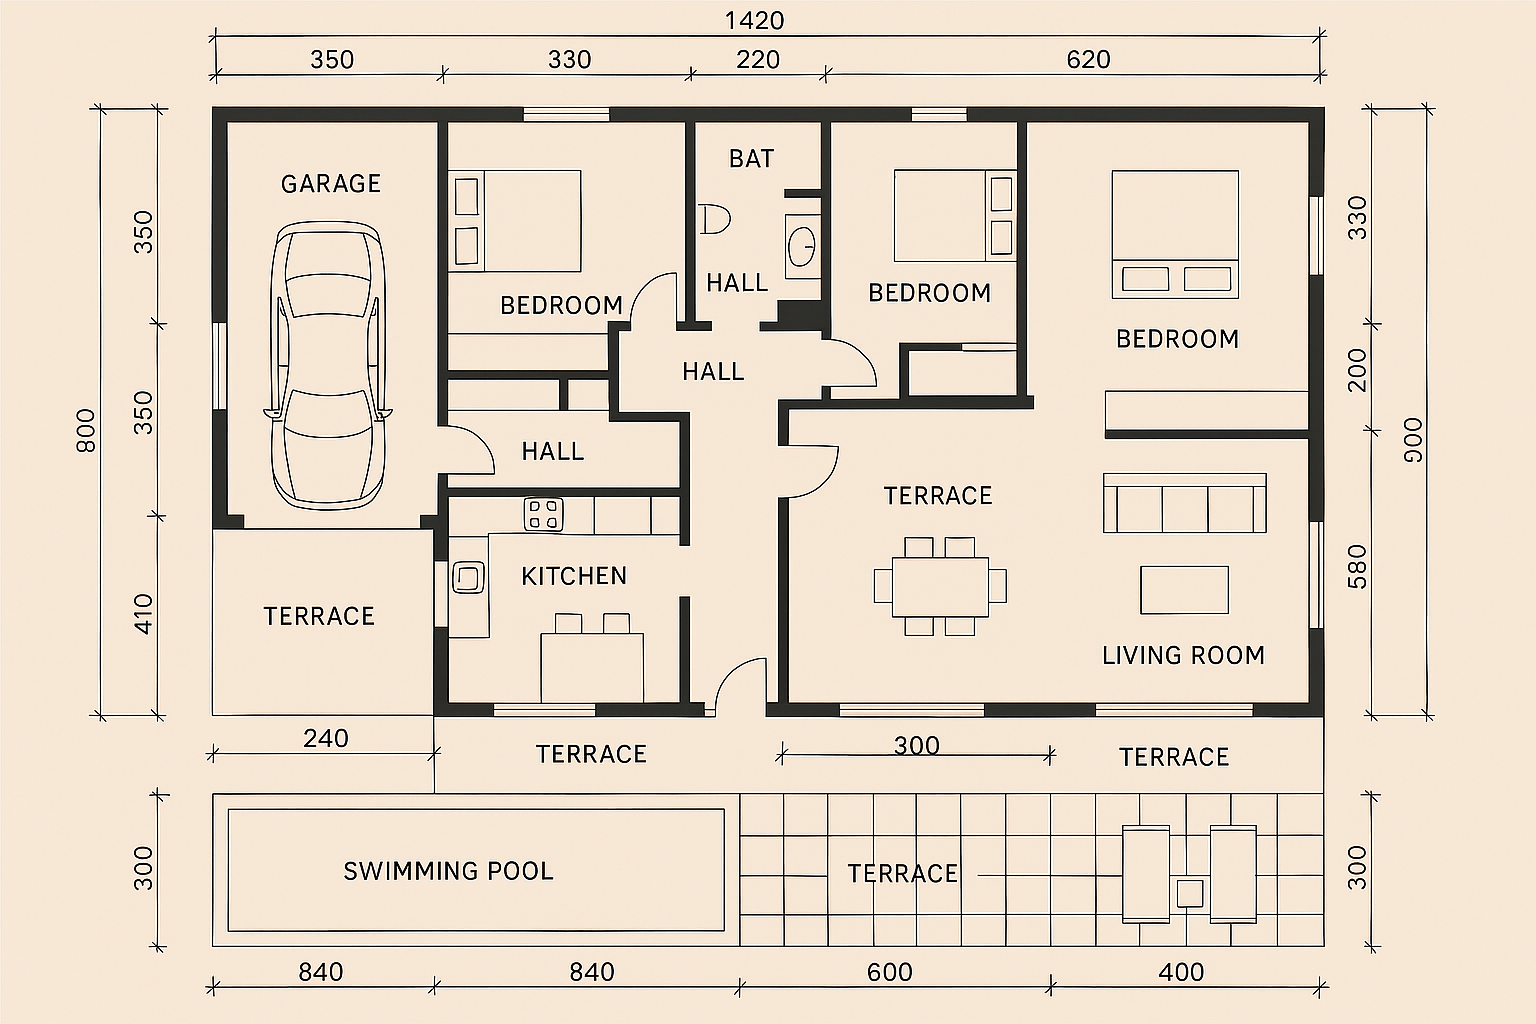 1420
350 330 220 620
BAT
GARAGE
350
330
HALL
BEDROOM
BEDROOM
BEDROOM
HALL
200
350
800
900
HALL
TERRACE
580
KITCHEN
410
TERRACE
LIVING ROOM
240
TERRACE
300
TERRACE
300
SWIMMING POOL
TERRACE
300
840 840 600 400